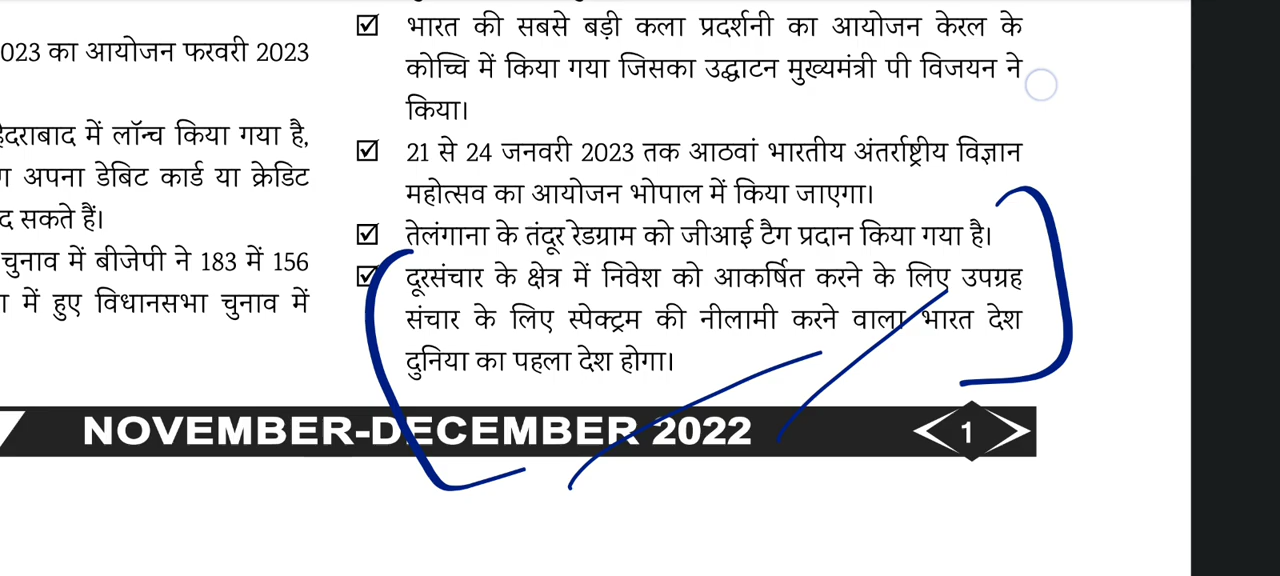 023 का आयोजन फरवरी 2023
हैदराबाद में लॉन्च किया गया है,
अपना डेबिट कार्ड या क्रेडिट
सकते हैं।
चुनाव में बीजेपी ने 183 में 156
में हुए विधानसभा चुनाव में
भारत की सबसे बड़ी कला प्रदर्शनी का आयोजन केरल के
कोच्चि में किया गया जिसका उद्घाटन मुख्यमंत्री पी विजयन ने
किया।
21 से 24 जनवरी 2023 तक आठवां भारतीय अंतर्राष्ट्रीय विज्ञान
महोत्सव का आयोजन भोपाल में किया जाएगा।
तेलंगाना के तंदूर रेडग्राम को जीआई टैग प्रदान किया गया है।
दूरसंचार के क्षेत्र में निवेश को आकर्षित करने के लिए उपग्रह
संचार के लिए स्पेक्ट्रम की नीलामी करने वाला भारत देश
दुनिया का पहला देश होगा।
NOVEMBER-DECEMBER 2022
1